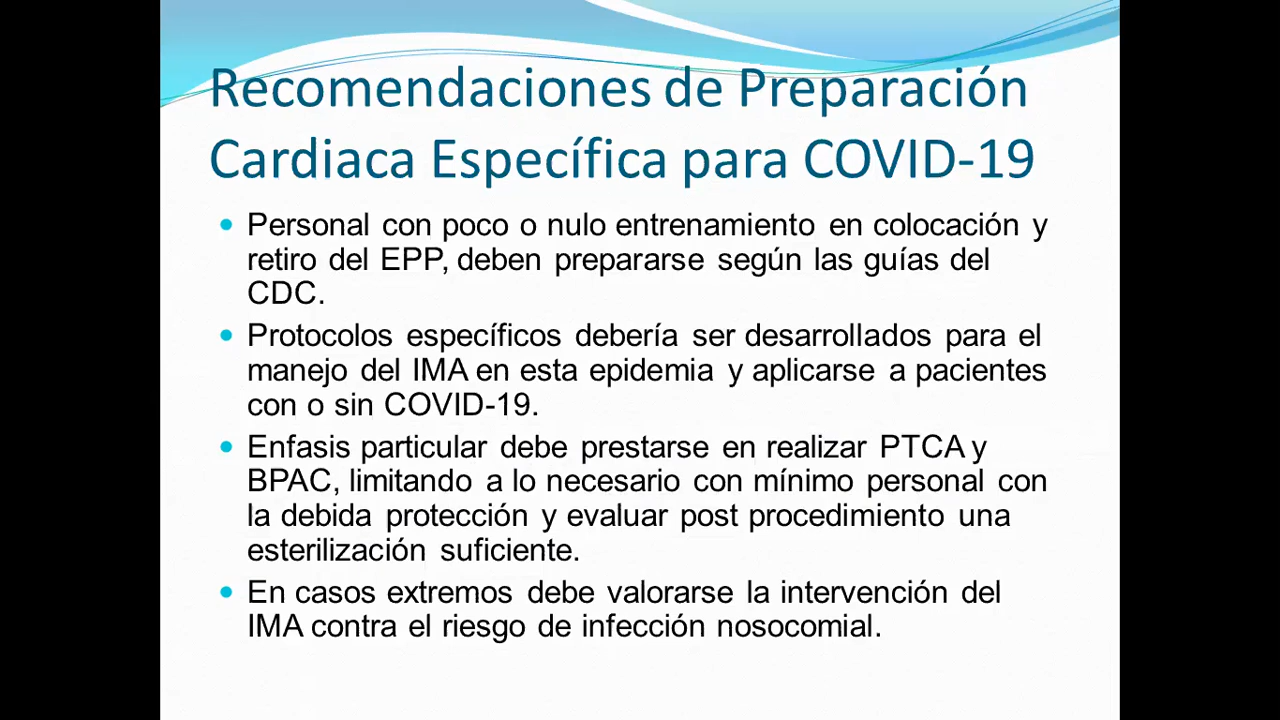 Recomendaciones de Preparación
Cardiaca Específica para COVID-19
Personal con poco o nulo entrenamiento en colocación y
retiro del EPP, deben prepararse según las guías del
CDC.
Protocolos específicos debería ser desarrollados para el
manejo del IMA en esta epidemia y aplicarse a pacientes
con o sin COVID-19.
Enfasis particular debe prestarse en realizar PTCA y
BPAC, limitando a lo necesario con mínimo personal con
la debida protección y evaluar post procedimiento una
esterilización suficiente.
En casos extremos debe valorarse la intervención del
IMA contra el riesgo de infección nosocomial.